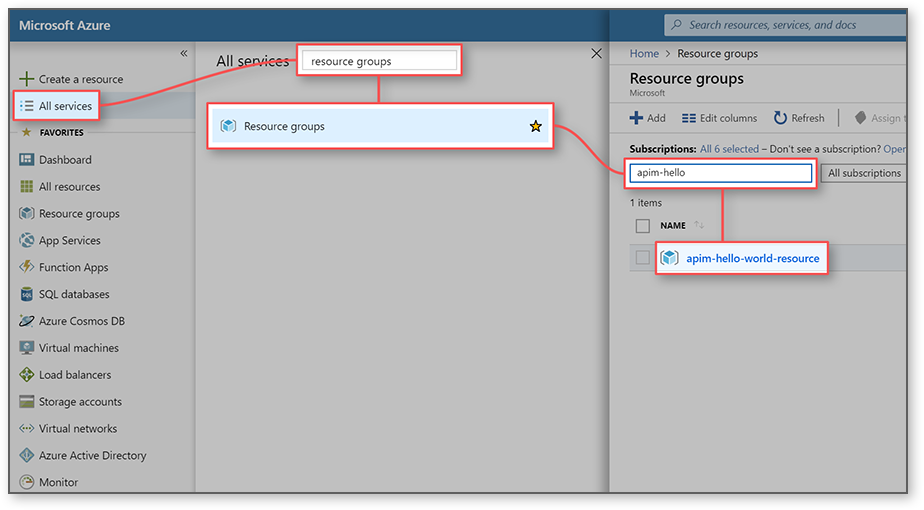 Microsoft Azure
Search resources, services, and docs
«
Create a resource
All services
FAVORITES
Dashboard
All resources
Resource groups
App Services
Function Apps
SQL databases
Azure Cosmos DB
Virtual machines
Load balancers
Storage accounts
Virtual networks
Azure Active Directory
Monitor
All services
resource groups
Resource groups
Home > Resource groups
Resource groups
Microsoft
Add Edit columns Refresh Assign t
Subscriptions: All 6 selected – Don't see a subscription? Open
apim-hello All subscriptions
1 items
NAME
apim-hello-world-resource